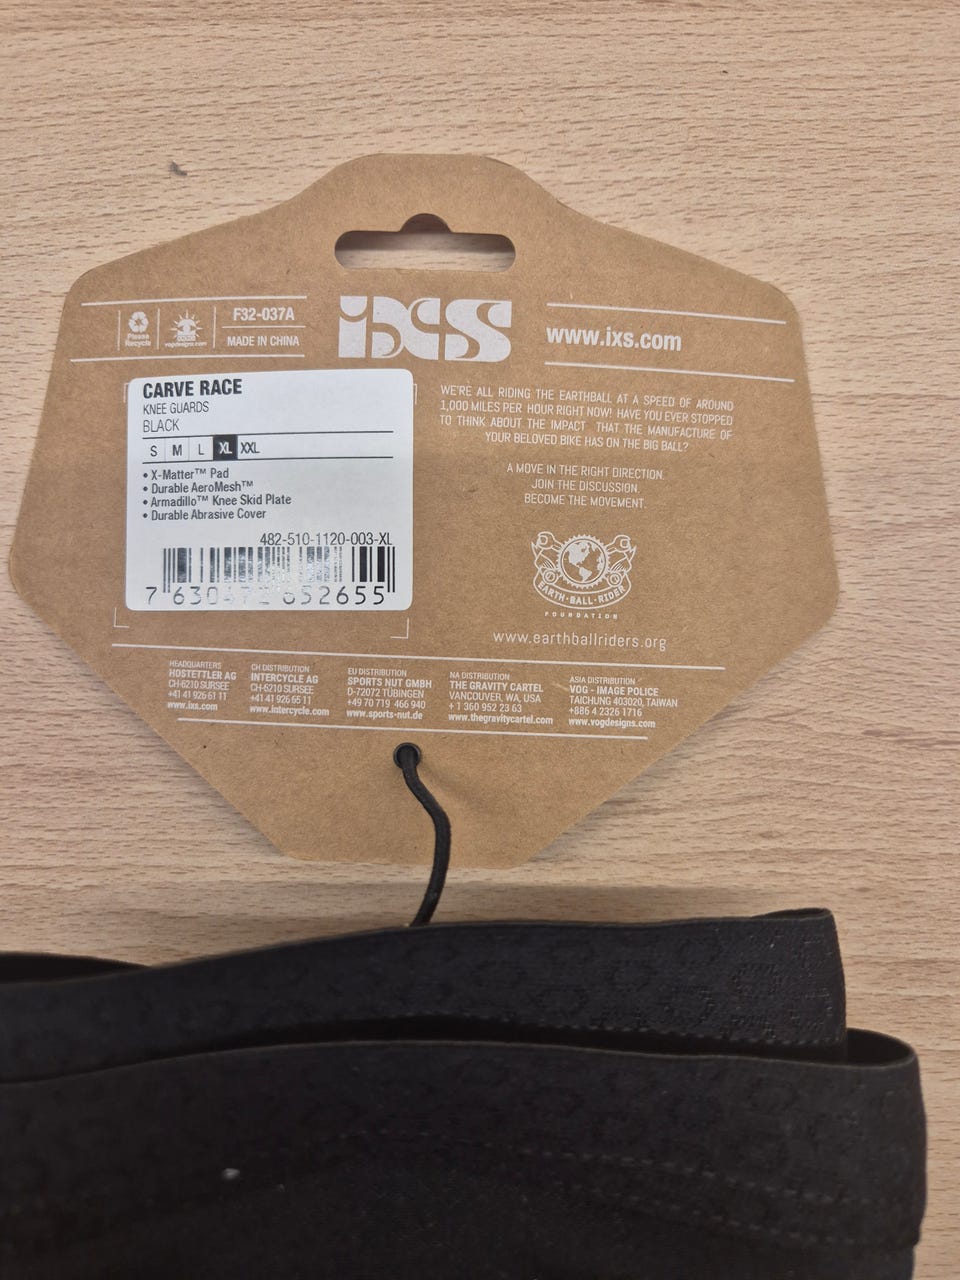 F32-037A
Please
Recycle
vogdesigns.com
MADE IN CHINA
iXS
www.ixs.com
CARVE RACE
KNEE GUARDS
BLACK
S M L XL XXL
• X-Matter™ Pad
• Durable AeroMesh™
• Armadillo™ Knee Skid Plate
• Durable Abrasive Cover
482-510-1120-003-XL
WE'RE ALL RIDING THE EARTHBALL AT A SPEED OF AROUND
1,000 MILES PER HOUR RIGHT NOW! HAVE YOU EVER STOPPED
TO THINK ABOUT THE IMPACT THAT THE MANUFACTURE OF
YOUR BELOVED BIKE HAS ON THE BIG BALL?
A MOVE IN THE RIGHT DIRECTION.
JOIN THE DISCUSSION.
BECOME THE MOVEMENT.
EARTH·BALL·RIDER
FOUNDATION
www.earthballriders.org
HEADQUARTERS
HOSTETTLER AG
CH-6210 SURSEE
+41 41 926 61 11
www.ixs.com
CH DISTRIBUTION
INTERCYCLE AG
CH-6210 SURSEE
+41 41 926 65 11
www.intercycle.com
EU DISTRIBUTION
SPORTS NUT GMBH
D-72072 TÜBINGEN
+49 70 719 466 940
www.sports-nut.de
NA DISTRIBUTION
THE GRAVITY CARTEL
VANCOUVER, WA, USA
+1 360 952 23 63
www.thegravitycartel.com
ASIA DISTRIBUTION
VOG - IMAGE POLICE
TAICHUNG 403020, TAIWAN
+886 4 2326 1716
www.vogdesigns.com